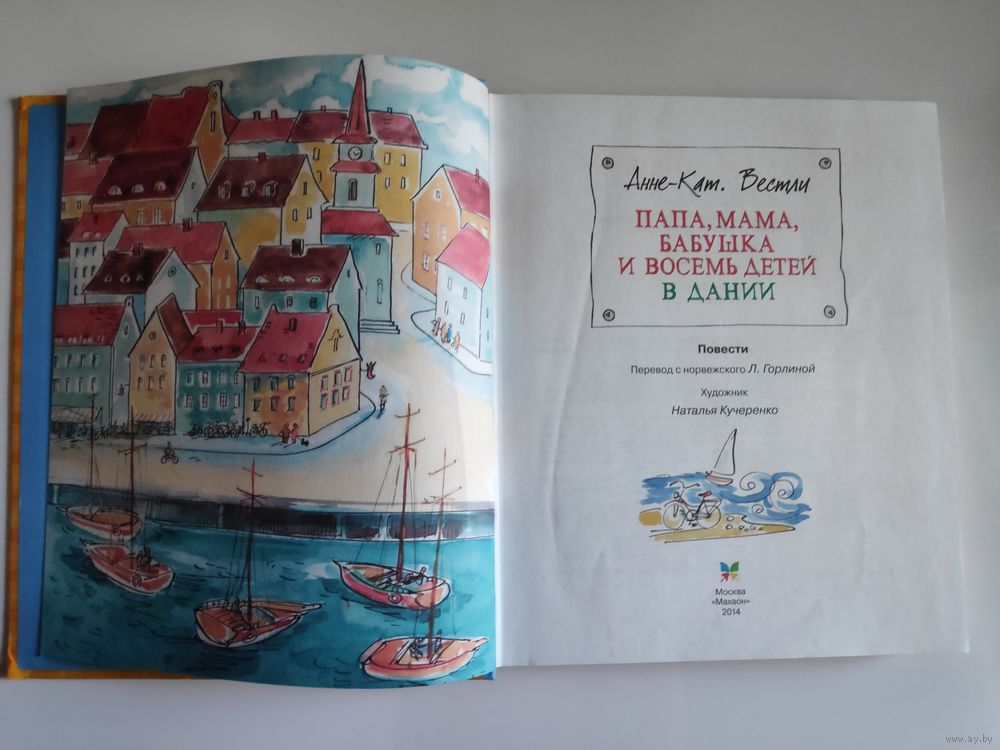 Анне-Кат. Вестли
ПАПА, МАМА,
БАБУШКА
И ВОСЕМЬ ДЕТЕЙ
В ДАНИИ
Повести
Перевод с норвежского Л. Горлиной
Художник
Наталья Кучеренко
Москва
«Махаон»
2014
www.ay.by